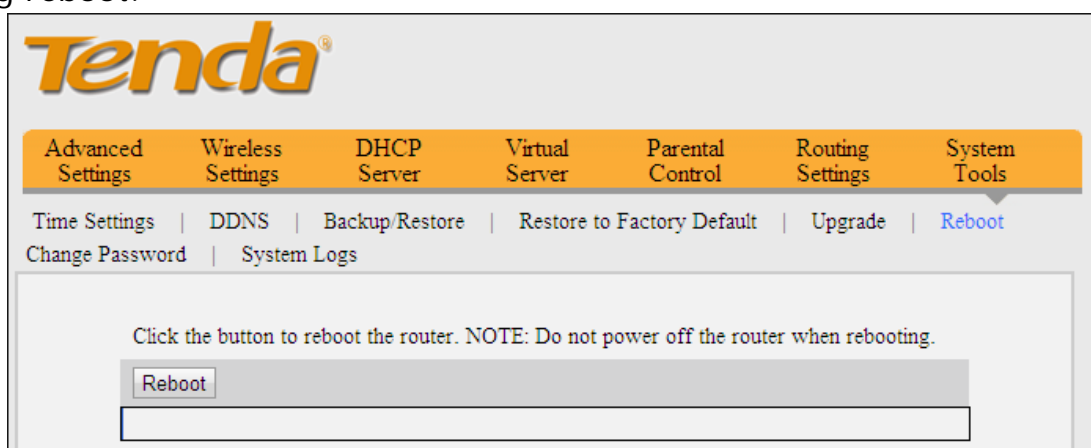 g reboot.
Tenda®
Advanced Settings Wireless Settings DHCP Server Virtual Server Parental Control Routing Settings System Tools
Time Settings | DDNS | Backup/Restore | Restore to Factory Default | Upgrade | Reboot
Change Password | System Logs
Click the button to reboot the router. NOTE: Do not power off the router when rebooting.
Reboot